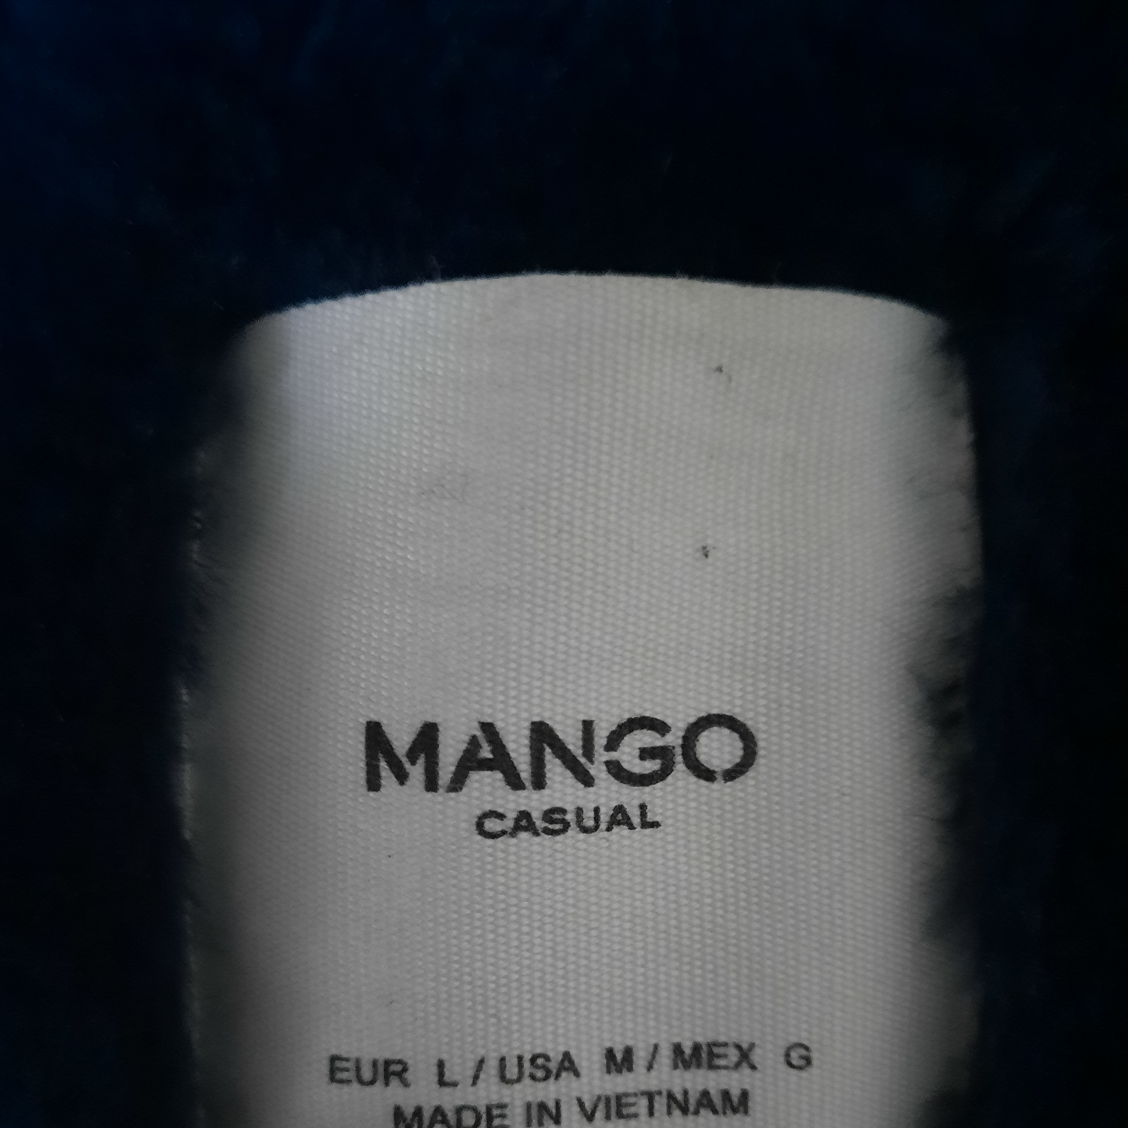 MANGO
CASUAL
EUR L / USA M / MEX G
MADE IN VIETNAM